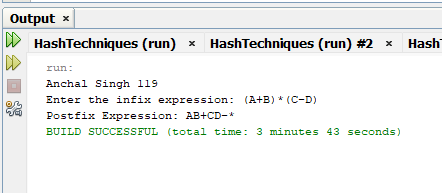 Output ×
HashTechniques (run) × HashTechniques (run) #2 × HashT
run:
Anchal Singh 119
Enter the infix expression: (A+B)*(C-D)
Postfix Expression: AB+CD-*
BUILD SUCCESSFUL (total time: 3 minutes 43 seconds)